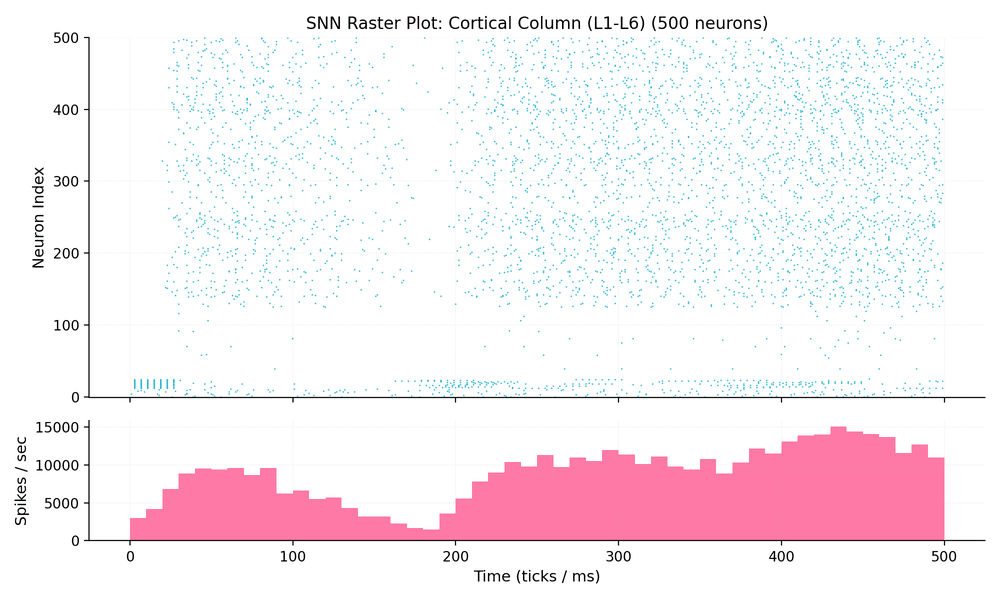 SNN Raster Plot: Cortical Column (L1-L6) (500 neurons)
500
400
300
200
100
0
Neuron Index
15000
10000
5000
0
Spikes / sec
0 100 200 300 400 500
Time (ticks / ms)